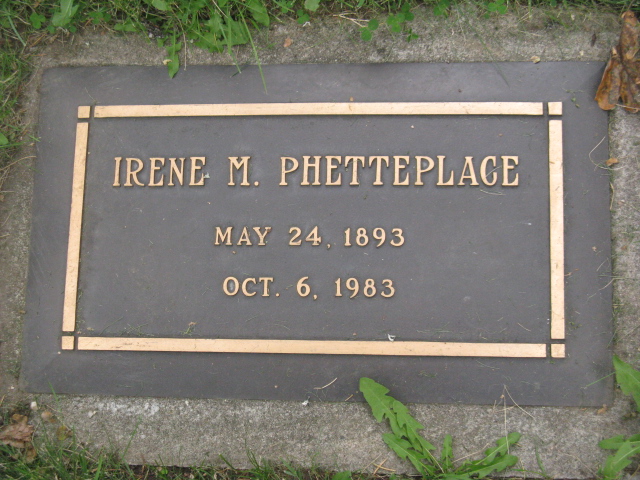 IRENE M. PHETTEPLACE
MAY 24, 1893
OCT. 6, 1983